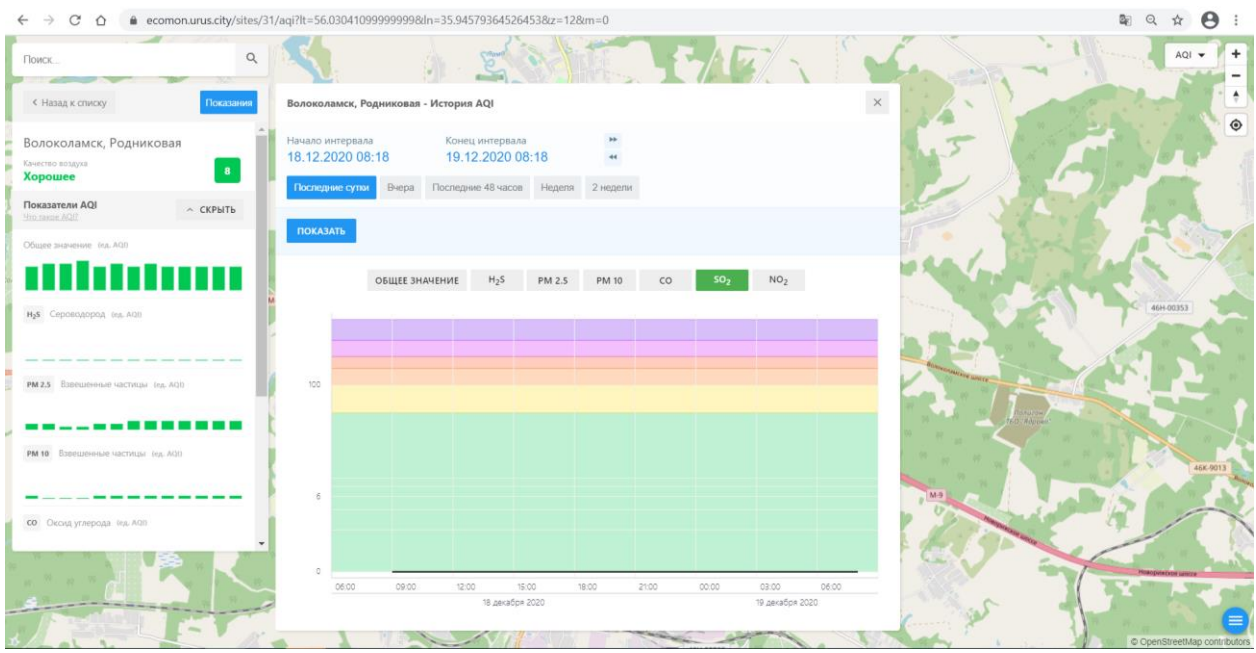 ecomon.urus.city/sites/31/aqi?lt=56.03041099999999&ln=35.94579364526453&z=12&m=0
Поиск...
AQI
Назад к списку
Показания
Волоколамск, Родниковая - История AQI
Волоколамск, Родниковая
Качество воздуха
Хорошее
8
Начало интервала
Конец интервала
18.12.2020 08:18
19.12.2020 08:18
Последние сутки
Вчера
Последние 48 часов
Неделя
2 недели
Показатели AQI
Что такое AQI?
СКРЫТЬ
ПОКАЗАТЬ
Общее значение (ед. AQI)
ОБЩЕЕ ЗНАЧЕНИЕ
H2S
PM 2.5
PM 10
CO
SO2
NO2
H2S Сероводород (ед. AQI)
PM 2.5 Взвешенные частицы (ед. AQI)
PM 10 Взвешенные частицы (ед. AQI)
CO Оксид углерода (ед. AQI)
100
6
0
06:00 09:00 12:00 15:00 18:00 21:00 00:00 03:00 06:00
18 декабря 2020
19 декабря 2020
46Н-00353
Волоколамское шоссе
Полигон
46К-9013
М-9
Новорижское шоссе
Новорижское шоссе
© OpenStreetMap contributors